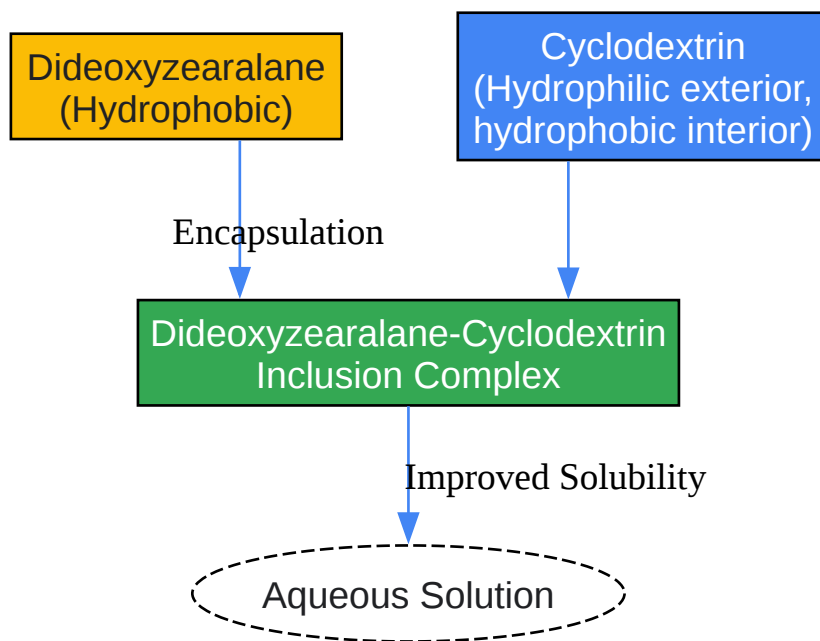 Dideoxyzearalane
(Hydrophobic)
Cyclodextrin
(Hydrophilic exterior,
hydrophobic interior)
Encapsulation
Dideoxyzearalane-Cyclodextrin
Inclusion Complex
Improved Solubility
Aqueous Solution